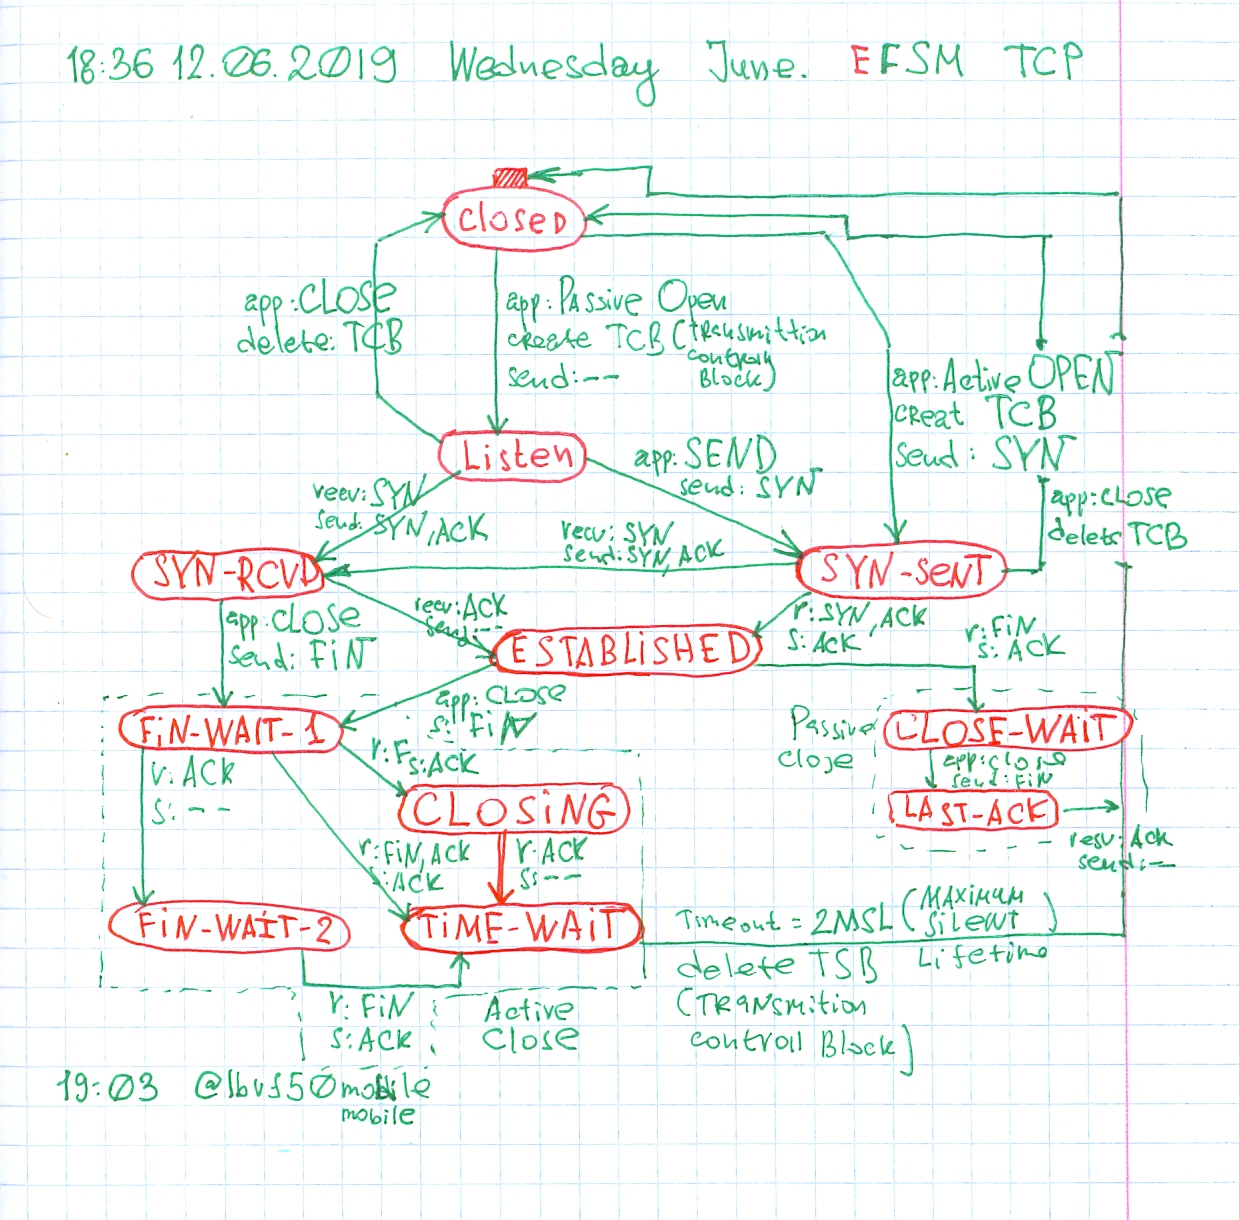 18:36 12.06.2019 Wednesday June. EFSM TCP
CLOSED
app:CLOSE
delete:TCB
app:Passive Open
create TCB (Transmittion
controll
Block)
send:--
app:Active OPEN
creat TCB
send: SYN
Listen
app:SEND
send: SYN
recv:SYN
send:SYN,ACK
recv:SYN
send:SYN,ACK
app:CLOSE
delete TCB
SYN-RCVD
SYN-SENT
recv:ACK
send:--
r:SYN,ACK
s:ACK
r:FiN
s:ACK
app:CLOSE
send:FiN
ESTABLISHED
app:CLOSE
s:FiN
FiN-WAIT-1
Passive
cloje
CLOSE-WAiT
r:F
s:ACK
app:close
send:FiN
r:ACK
s:--
CLOSiNG
LAST-ACK
resv:Ack
send:--
r:FiN,ACK
s:ACK
r:ACK
s:--
FiN-WAiT-2
TiME-WAiT
Timeout = 2MSL (MAXiMUM
Silent
Lifetime)
delete TSB
(TRANSmition
controll Block)
r:FiN
s:ACK
Active
Close
19:03 @lbvs50mobile
mobile